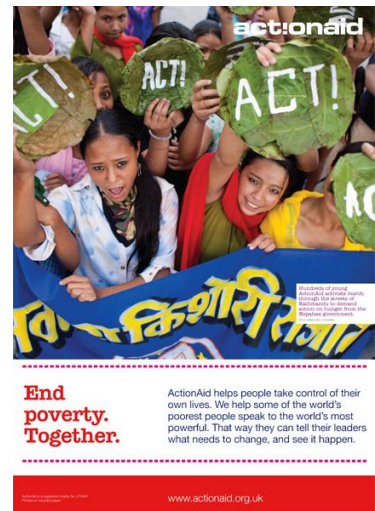 act!onaid
ACT!
ACT!
ACT!
AC
किशोरी
Hundreds of young
ActionAid activists march
through the streets of
Kathmandu to demand
action on hunger from the
Nepalese government.
End
poverty.
Together.
ActionAid helps people take control of their
own lives. We help some of the world's
poorest people speak to the world's most
powerful. That way they can tell their leaders
what needs to change, and see it happen.
www.actionaid.org.uk